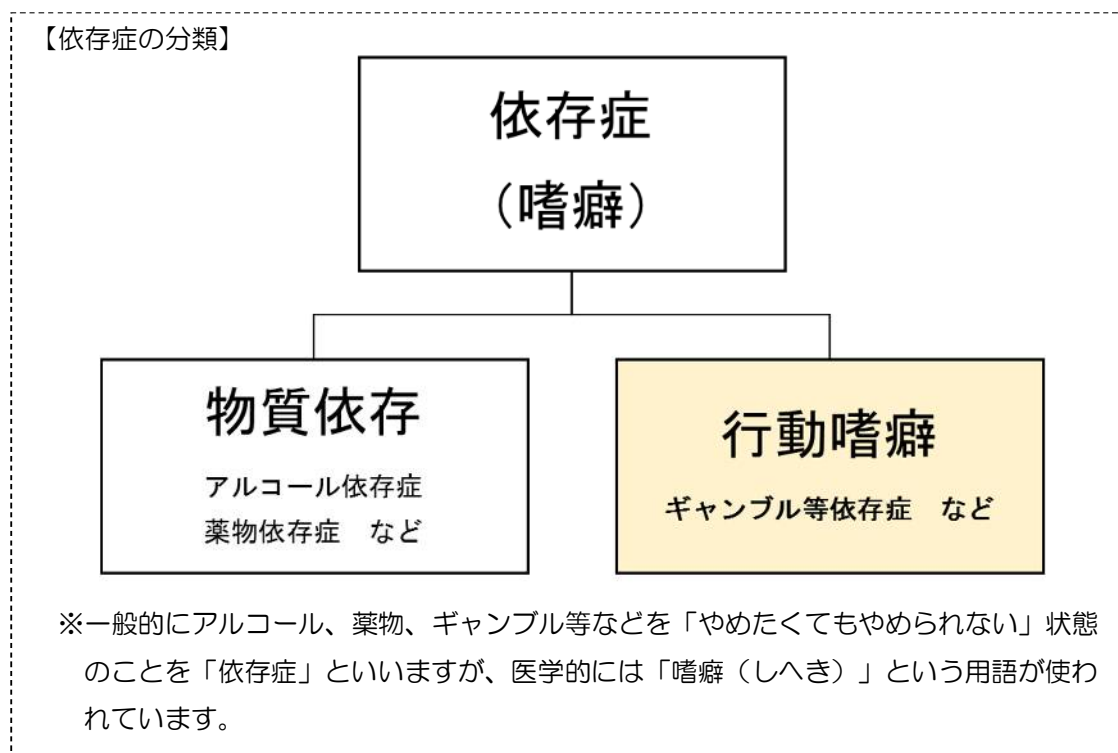 【依存症の分類】
依存症
（嗜癖）
物質依存
アルコール依存症
薬物依存症　など
行動嗜癖
ギャンブル等依存症　など
※一般的にアルコール、薬物、ギャンブル等などを「やめたくてもやめられない」状態
のことを「依存症」といいますが、医学的には「嗜癖（しへき）」という用語が使わ
れています。